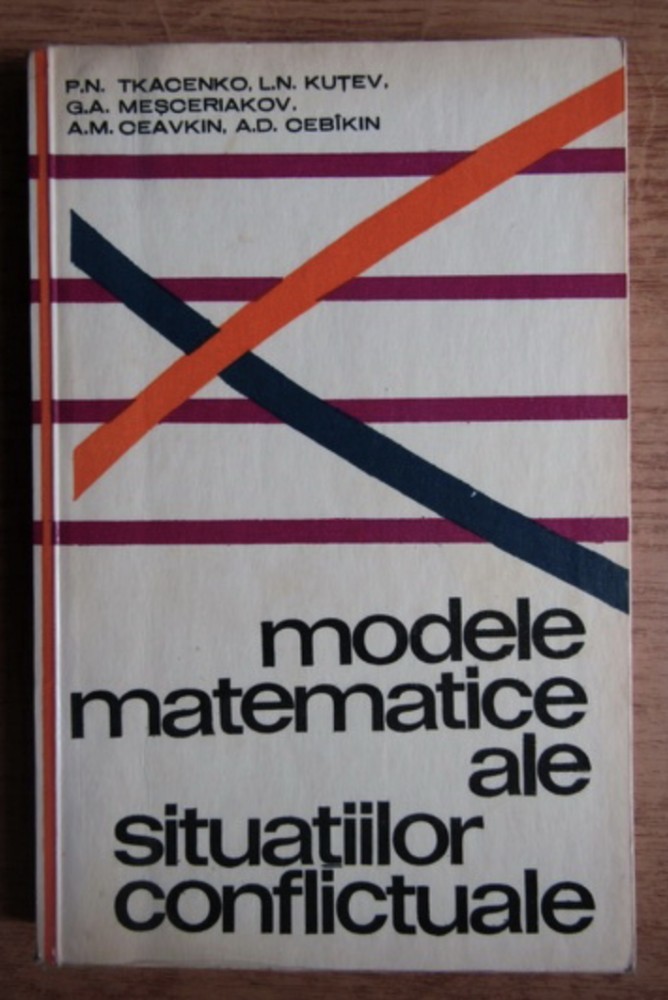 P.N. TKACENKO, L.N. KUȚEV,
G.A. MEȘCERIAKOV,
A.M. CEAVKIN, A.D. CEBÎKIN
modele
matematice
ale
situațiilor
conflictuale